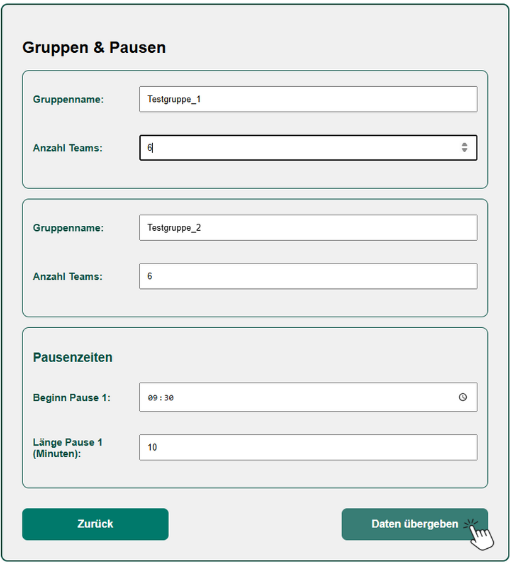 Gruppen & Pausen
Gruppenname:
Testgruppe_1
Anzahl Teams:
6
Gruppenname:
Testgruppe_2
Anzahl Teams:
6
Pausenzeiten
Beginn Pause 1:
09:30
Länge Pause 1
(Minuten):
10
Zurück
Daten übergeben